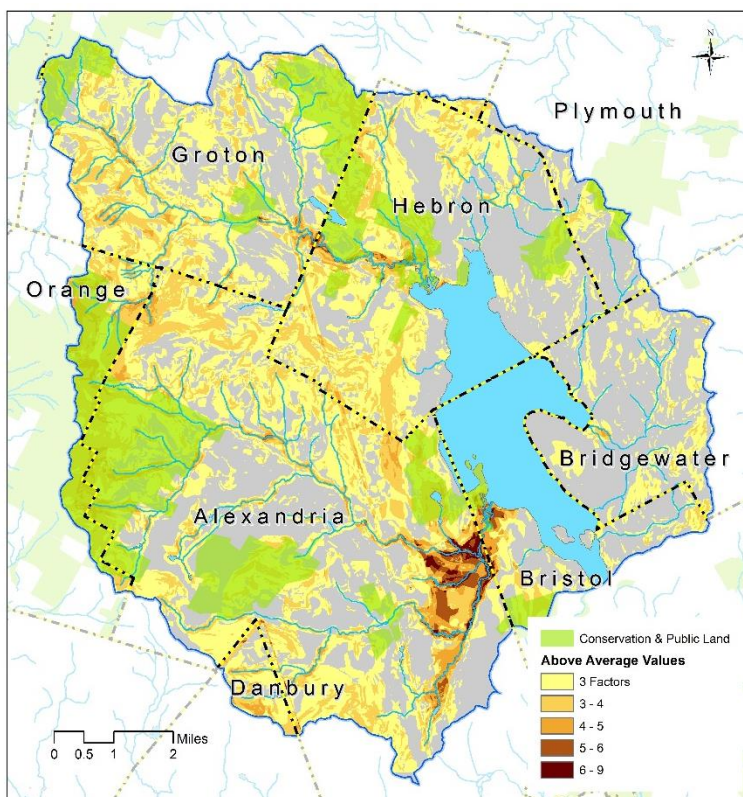 N
Plymouth
Groton
Hebron
Orange
Bridgewater
Alexandria
Bristol
Danbury
Conservation & Public Land
Above Average Values
3 Factors
3 - 4
4 - 5
5 - 6
6 - 9
Miles
0 0.5 1 2